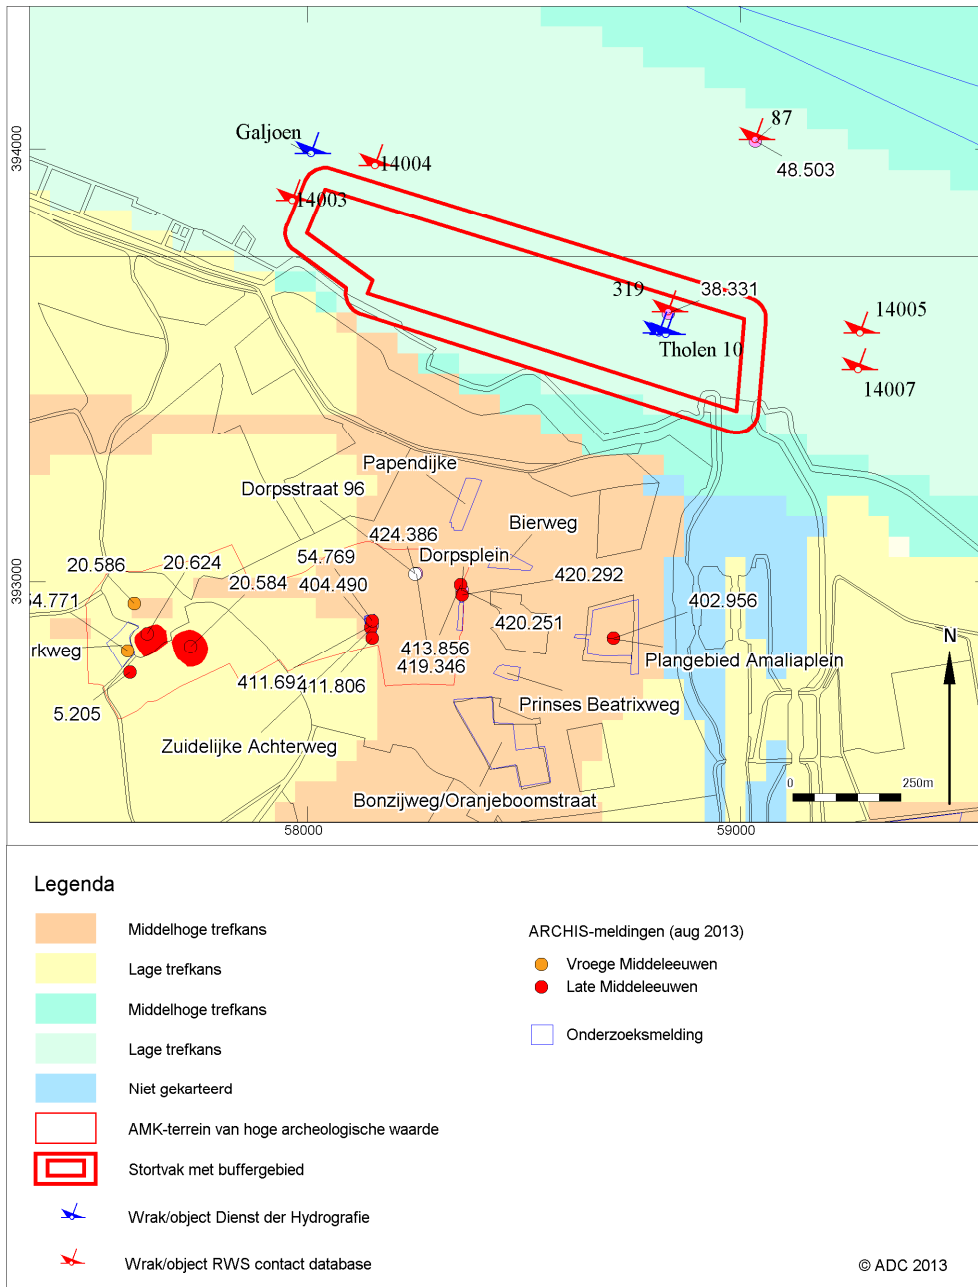 Galjoen
87
14004
48.503
394000
14003
319
38.331
14005
Tholen 10
14007
Papendijke
Dorpsstraat 96
424.386
Bierweg
54.769
Dorpsplein
20.586
20.624
20.584
404.490
420.292
393000
402.956
420.251
413.856
419.346
N
Plangebied Amaliaplein
411.806
5.205
Prinses Beatrixweg
Zuidelijke Achterweg
0
250m
Bonzijweg/Oranjeboomstraat
58000
59000
Legenda
Middelhoge trefkans
Lage trefkans
Middelhoge trefkans
Lage trefkans
Niet gekarteerd
AMK-terrein van hoge archeologische waarde
Stortvak met buffergebied
Wrak/object Dienst der Hydrografie
Wrak/object RWS contact database
ARCHIS-meldingen (aug 2013)
Vroege Middeleeuwen
Late Middeleeuwen
Onderzoeksmelding
© ADC 2013